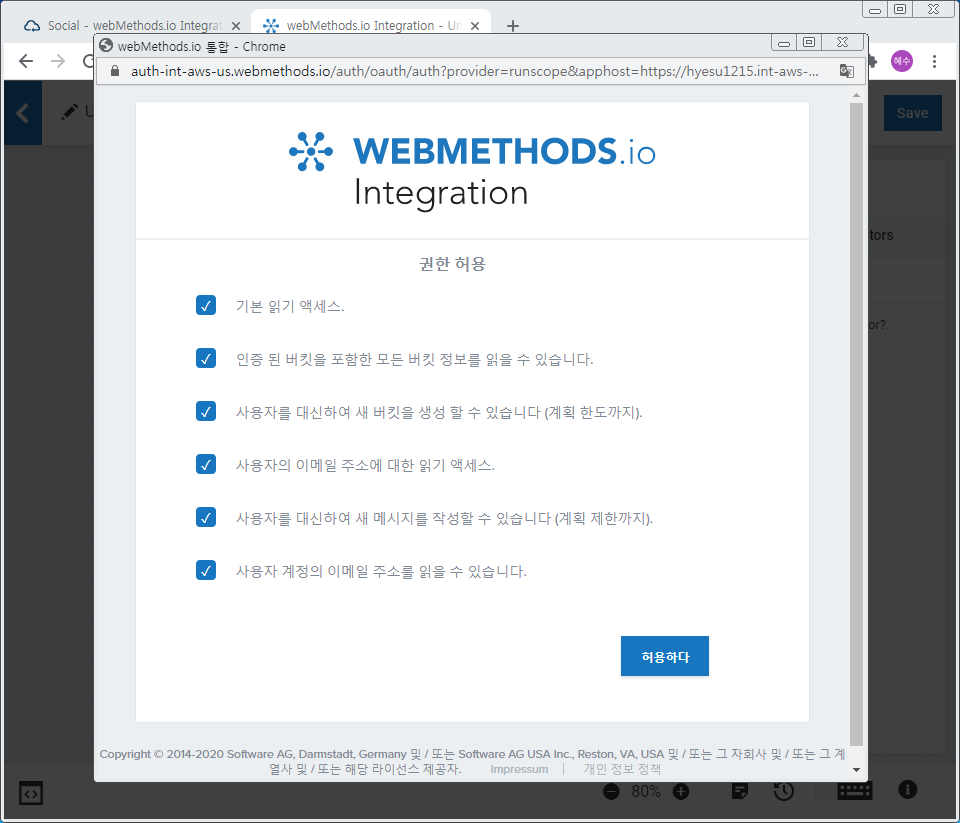 Social - webMethods.io Integrat
webMethods.io Integration - Un
webMethods.io 통합 - Chrome
auth-int-aws-us.webmethods.io/auth/oauth/auth?provider=runscope&apphost=https://hyesu1215.int-aws-...
혜수
U
Save
WEBMETHODS.io
Integration
tors
권한 허용
기본 읽기 액세스.
or?
인증 된 버킷을 포함한 모든 버킷 정보를 읽을 수 있습니다.
사용자를 대신하여 새 버킷을 생성 할 수 있습니다 (계획 한도까지).
사용자의 이메일 주소에 대한 읽기 액세스.
사용자를 대신하여 새 메시지를 작성할 수 있습니다 (계획 제한까지).
사용자 계정의 이메일 주소를 읽을 수 있습니다.
허용하다
Copyright © 2014-2020 Software AG, Darmstadt, Germany 및 / 또는 Software AG USA Inc., Reston, VA, USA 및 / 또는 그 자회사 및 / 또는 그 계
열사 및 / 또는 해당 라이선스 제공자. Impressum | 개인 정보 정책
80%